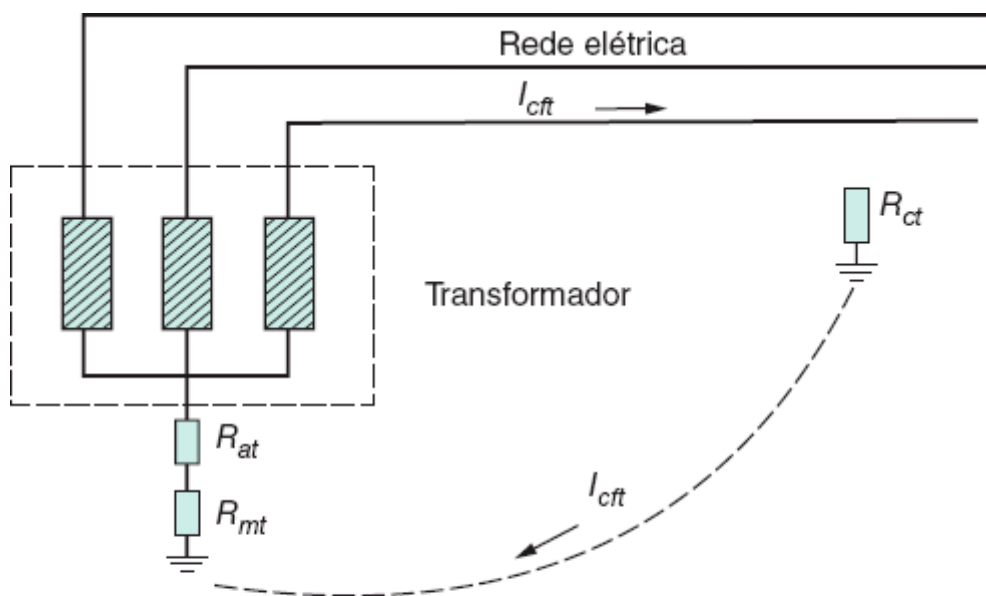 Rede elétrica
I_cft
R_ct
Transformador
R_at
I_cft
R_mt